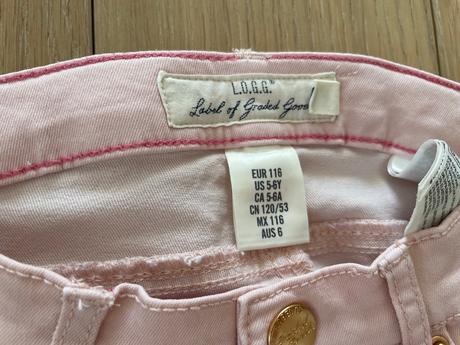 L.O.G.G.®
Label of Graded Goods
EUR 116
US 5-6Y
CA 5-6A
CN 120/53
MX 116
AUS 6